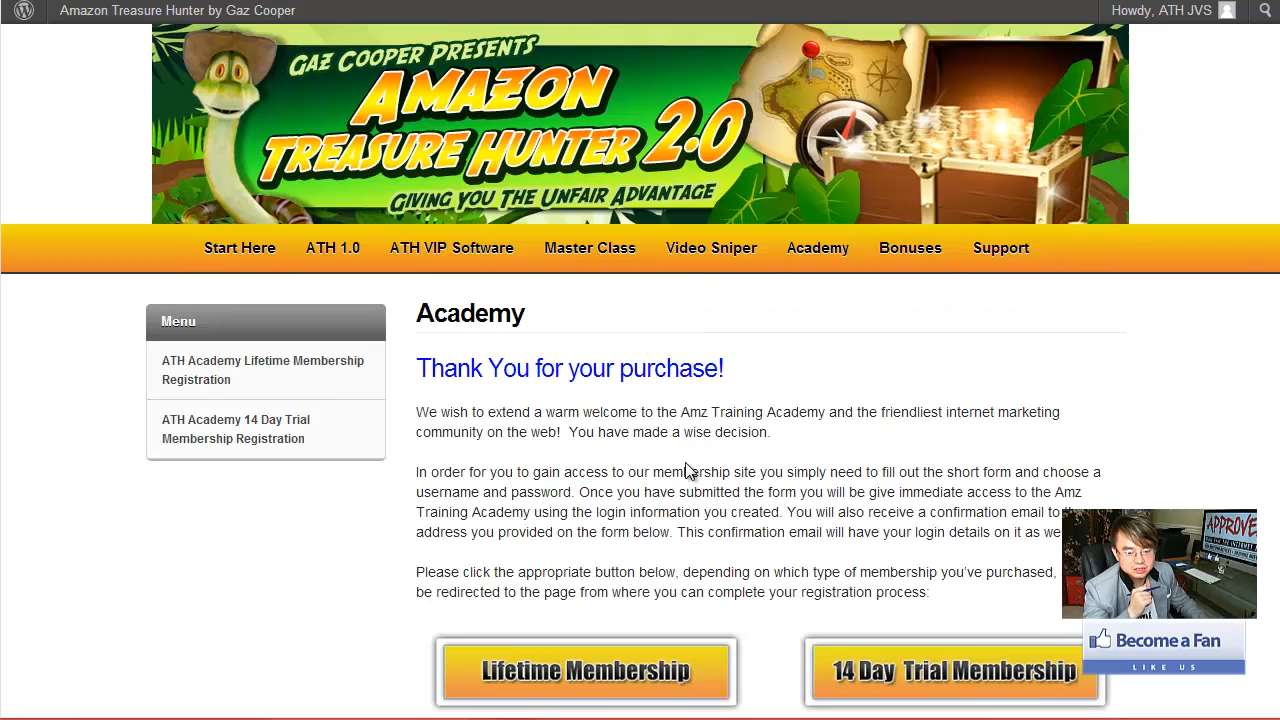 Amazon Treasure Hunter by Gaz Cooper
Howdy, ATH JVS
GAZ COOPER PRESENTS
AMAZON
TREASURE HUNTER 2.0
GIVING YOU THE UNFAIR ADVANTAGE
Start Here ATH 1.0 ATH VIP Software Master Class Video Sniper Academy Bonuses Support
Menu
ATH Academy Lifetime Membership
Registration
ATH Academy 14 Day Trial
Membership Registration
Academy
Thank You for your purchase!
We wish to extend a warm welcome to the Amz Training Academy and the friendliest internet marketing
community on the web! You have made a wise decision.
In order for you to gain access to our membership site you simply need to fill out the short form and choose a
username and password. Once you have submitted the form you will be give immediate access to the Amz
Training Academy using the login information you created. You will also receive a confirmation email to
address you provided on the form below. This confirmation email will have your login details on it as we
Please click the appropriate button below, depending on which type of membership you've purchased,
be redirected to the page from where you can complete your registration process:
Lifetime Membership
14 Day Trial Membership
APPROVE
Become a Fan
LIKE US